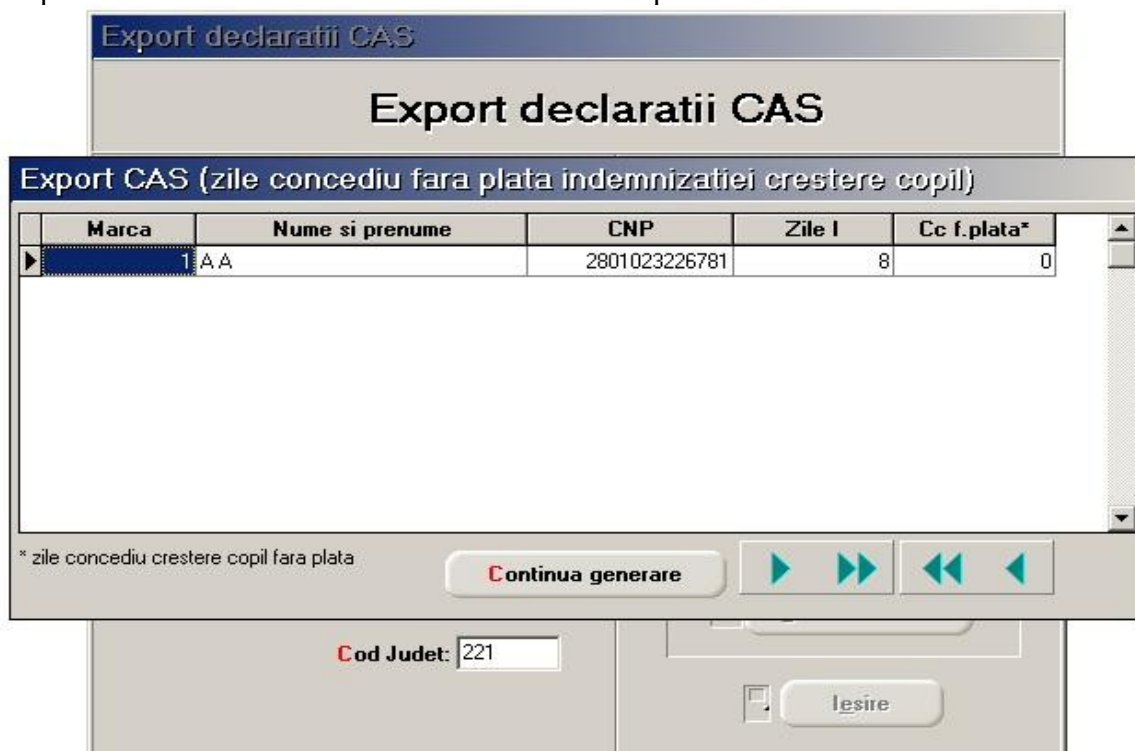 Export declaratii CAS
Export declaratii CAS
Export CAS (zile concediu fara plata indemnizatiei crestere copil)
Marca Nume si prenume CNP Zile I Cc f.plata*
1 A A 2801023226781 8 0
* zile concediu crestere copil fara plata
Continua generare
Cod Judet: 221
Iesire